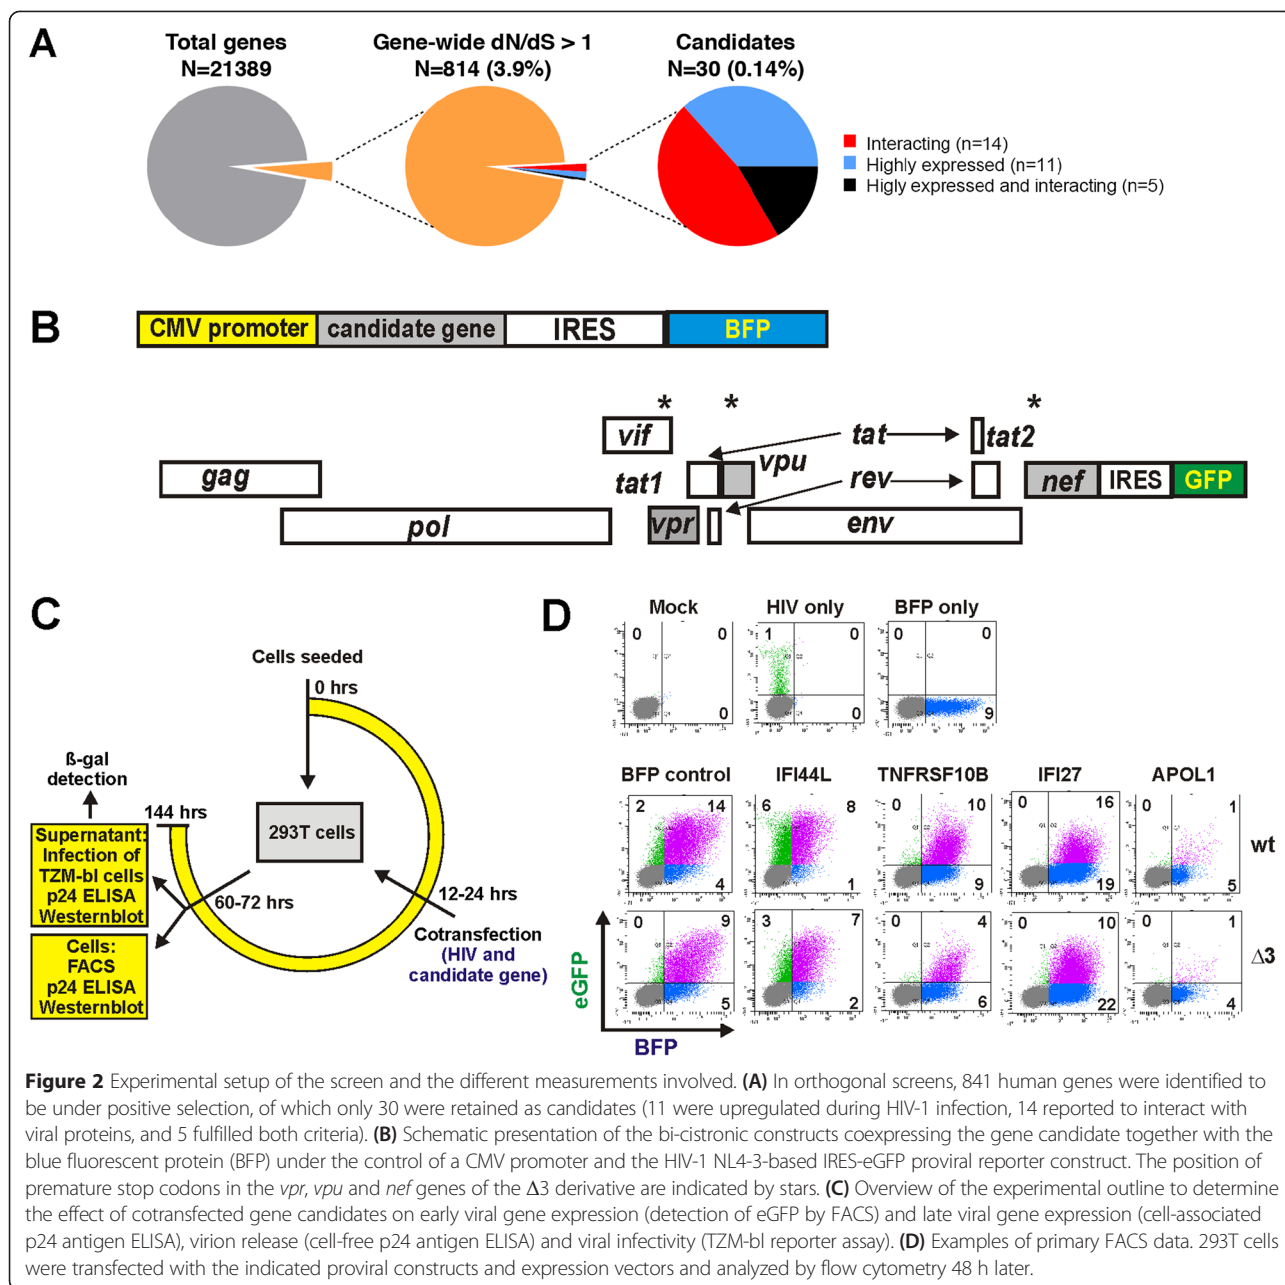 A
Total genes
N=21389
Gene-wide dN/dS > 1
N=814 (3.9%)
Candidates
N=30 (0.14%)
Interacting (n=14)
Highly expressed (n=11)
Higly expressed and interacting (n=5)
B
CMV promoter candidate gene IRES BFP
* * *
vif tat tat2
gag tat1 vpu rev nef IRES GFP
pol vpr env
C
Cells seeded
0 hrs
ß-gal
detection
144 hrs
293T cells
Supernatant:
Infection of
TZM-bl cells
p24 ELISA
Westernblot
60-72 hrs
12-24 hrs
Cotransfection
(HIV and
candidate gene)
Cells:
FACS
p24 ELISA
Westernblot
D
Mock HIV only BFP only
0 0 1 0 0 0
0 0 9
BFP control IFI44L TNFRSF10B IFI27 APOL1
2 14 6 8 0 10 0 16 0 1
wt
4 1 9 19 5
0 9 3 7 0 4 0 10 0 1
Δ3
5 2 6 22 4
eGFP
BFP
Figure 2 Experimental setup of the screen and the different measurements involved. (A) In orthogonal screens, 841 human genes were identified to
be under positive selection, of which only 30 were retained as candidates (11 were upregulated during HIV-1 infection, 14 reported to interact with
viral proteins, and 5 fulfilled both criteria). (B) Schematic presentation of the bi-cistronic constructs coexpressing the gene candidate together with the
blue fluorescent protein (BFP) under the control of a CMV promoter and the HIV-1 NL4-3-based IRES-eGFP proviral reporter construct. The position of
premature stop codons in the vpr, vpu and nef genes of the Δ3 derivative are indicated by stars. (C) Overview of the experimental outline to determine
the effect of cotransfected gene candidates on early viral gene expression (detection of eGFP by FACS) and late viral gene expression (cell-associated
p24 antigen ELISA), virion release (cell-free p24 antigen ELISA) and viral infectivity (TZM-bl reporter assay). (D) Examples of primary FACS data. 293T cells
were transfected with the indicated proviral constructs and expression vectors and analyzed by flow cytometry 48 h later.